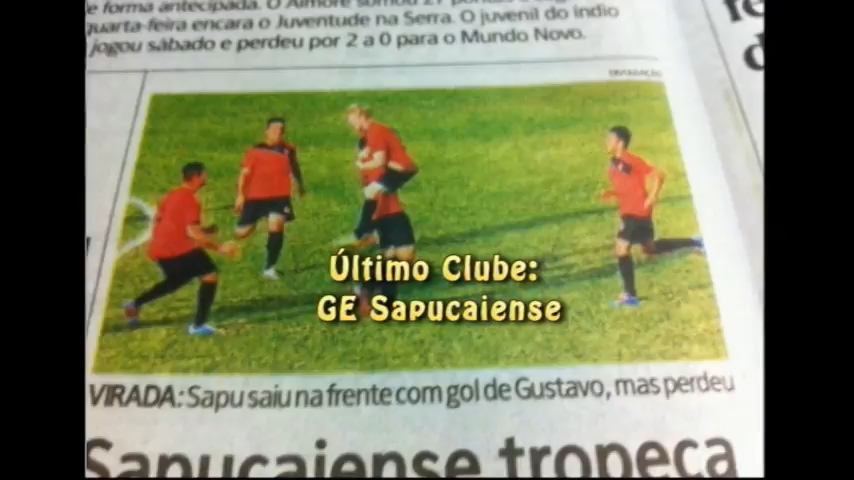 e forma antecipada. O Aimoré somou 27 pontos e
quarta-feira encara o Juventude na Serra. O juvenil do índio
jogou sábado e perdeu por 2 a 0 para o Mundo Novo.
DIVULGAÇÃO
Último Clube:
GE Sapucaiense
VIRADA: Sapu saiu na frente com gol de Gustavo, mas perdeu
Sapucaiense tropeça